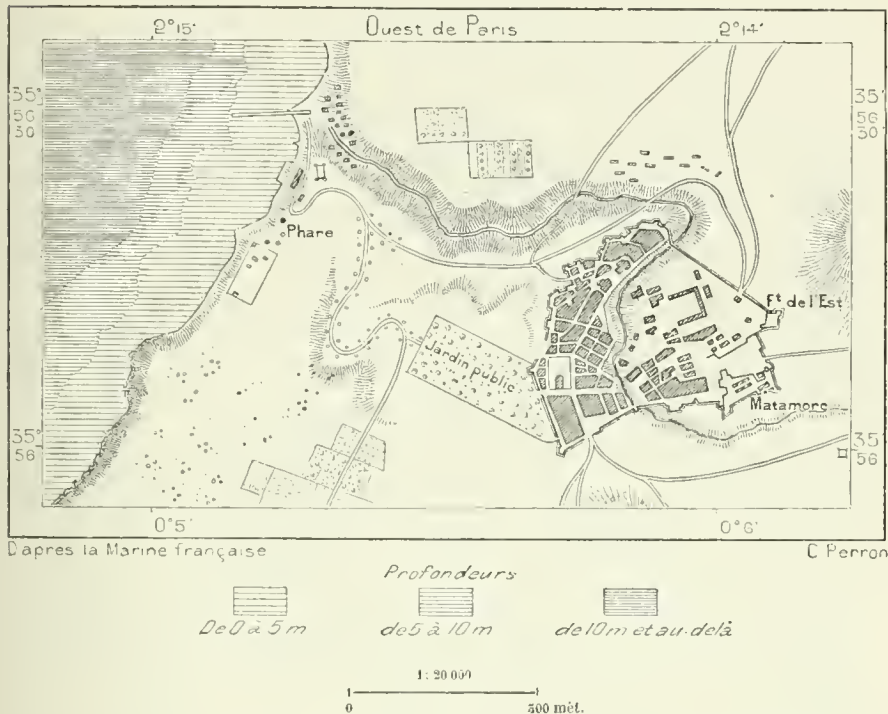 2°15' Ouest de Paris 2°14'
35° 35°
56' 56'
30" 30"
Phare
Ft de l'Est
Jardin public
Matamore
35° 35°
56' 56'
0°5' 0°6'
D'après la Marine française C Perron
Profondeurs
De 0 à 5 m de 5 à 10 m de 10 m et au-delà
1 : 20 000
0 500 mèt.